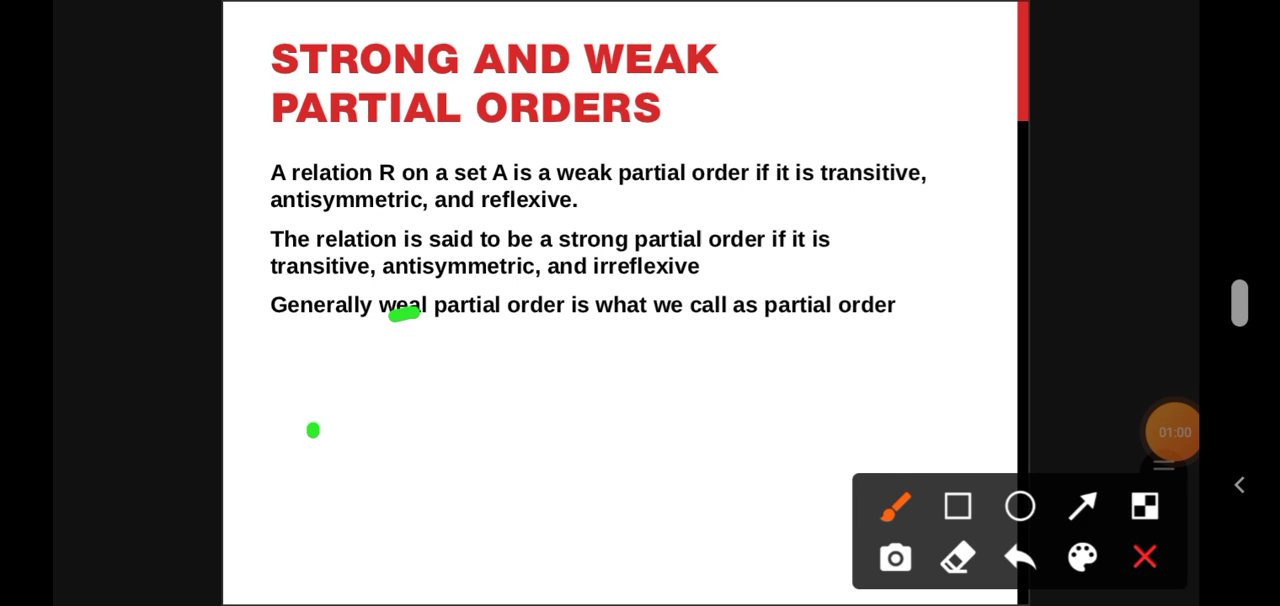 STRONG AND WEAK
PARTIAL ORDERS
A relation R on a set A is a weak partial order if it is transitive,
antisymmetric, and reflexive.
The relation is said to be a strong partial order if it is
transitive, antisymmetric, and irreflexive
Generally weal partial order is what we call as partial order
01:00